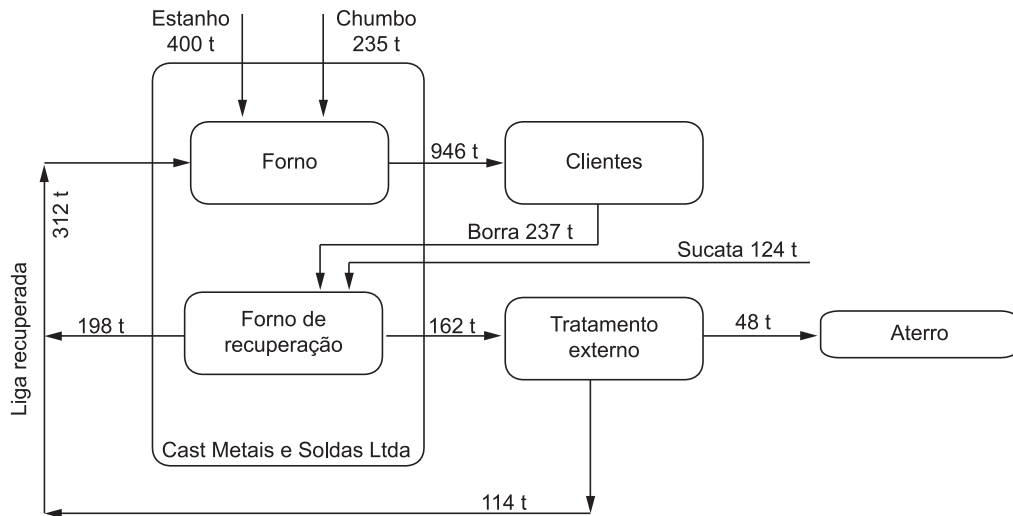 Estanho
400 t
Chumbo
235 t
Forno
946 t
Clientes
312 t
Borra 237 t
Sucata 124 t
Liga recuperada
198 t
Forno de
recuperação
162 t
Tratamento
externo
48 t
Aterro
Cast Metais e Soldas Ltda
114 t